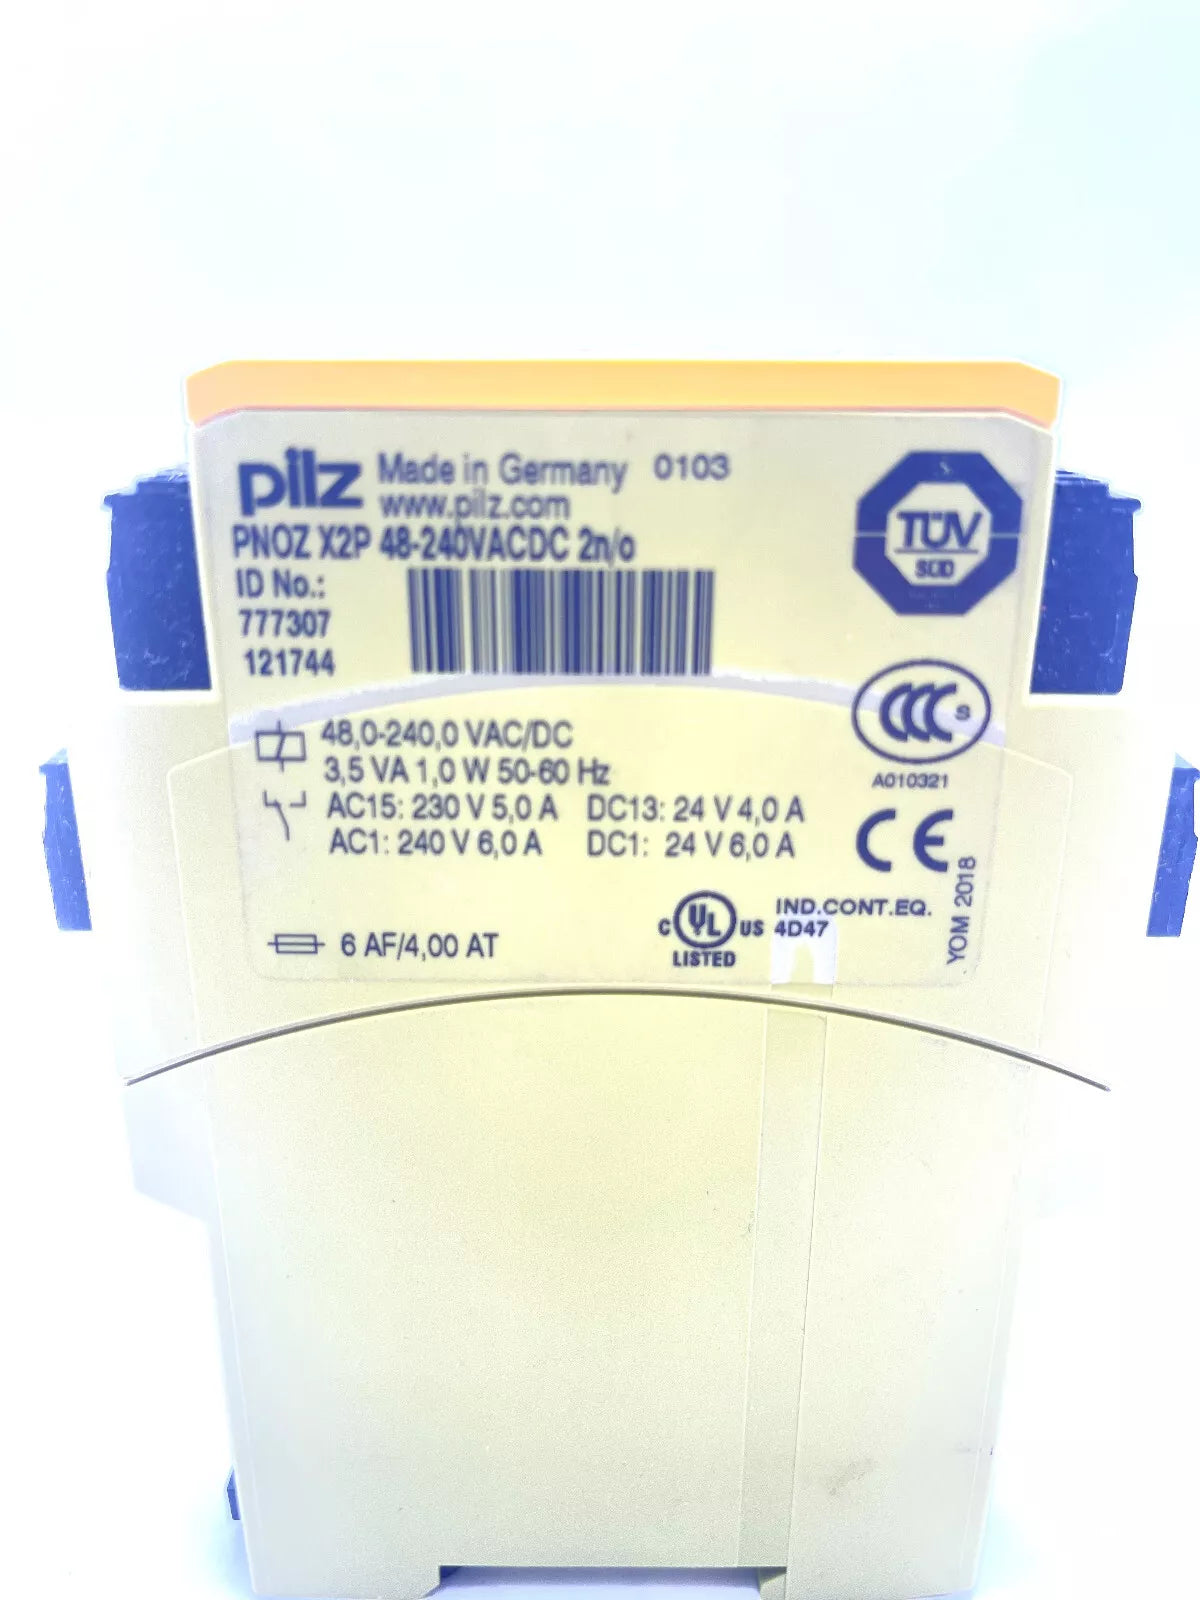 pilz Made in Germany 0103
www.pilz.com
PNOZ X2P 48-240VACDC 2n/o
ID No.:
777307
121744
TÜV
SÜD
CCC S
A010321
48,0-240,0 VAC/DC
3,5 VA 1,0 W 50-60 Hz
AC15: 230 V 5,0 A DC13: 24 V 4,0 A
AC1: 240 V 6,0 A DC1: 24 V 6,0 A
CE
YOM 2018
6 AF/4,00 AT
C UL US
LISTED
IND.CONT.EQ.
4D47